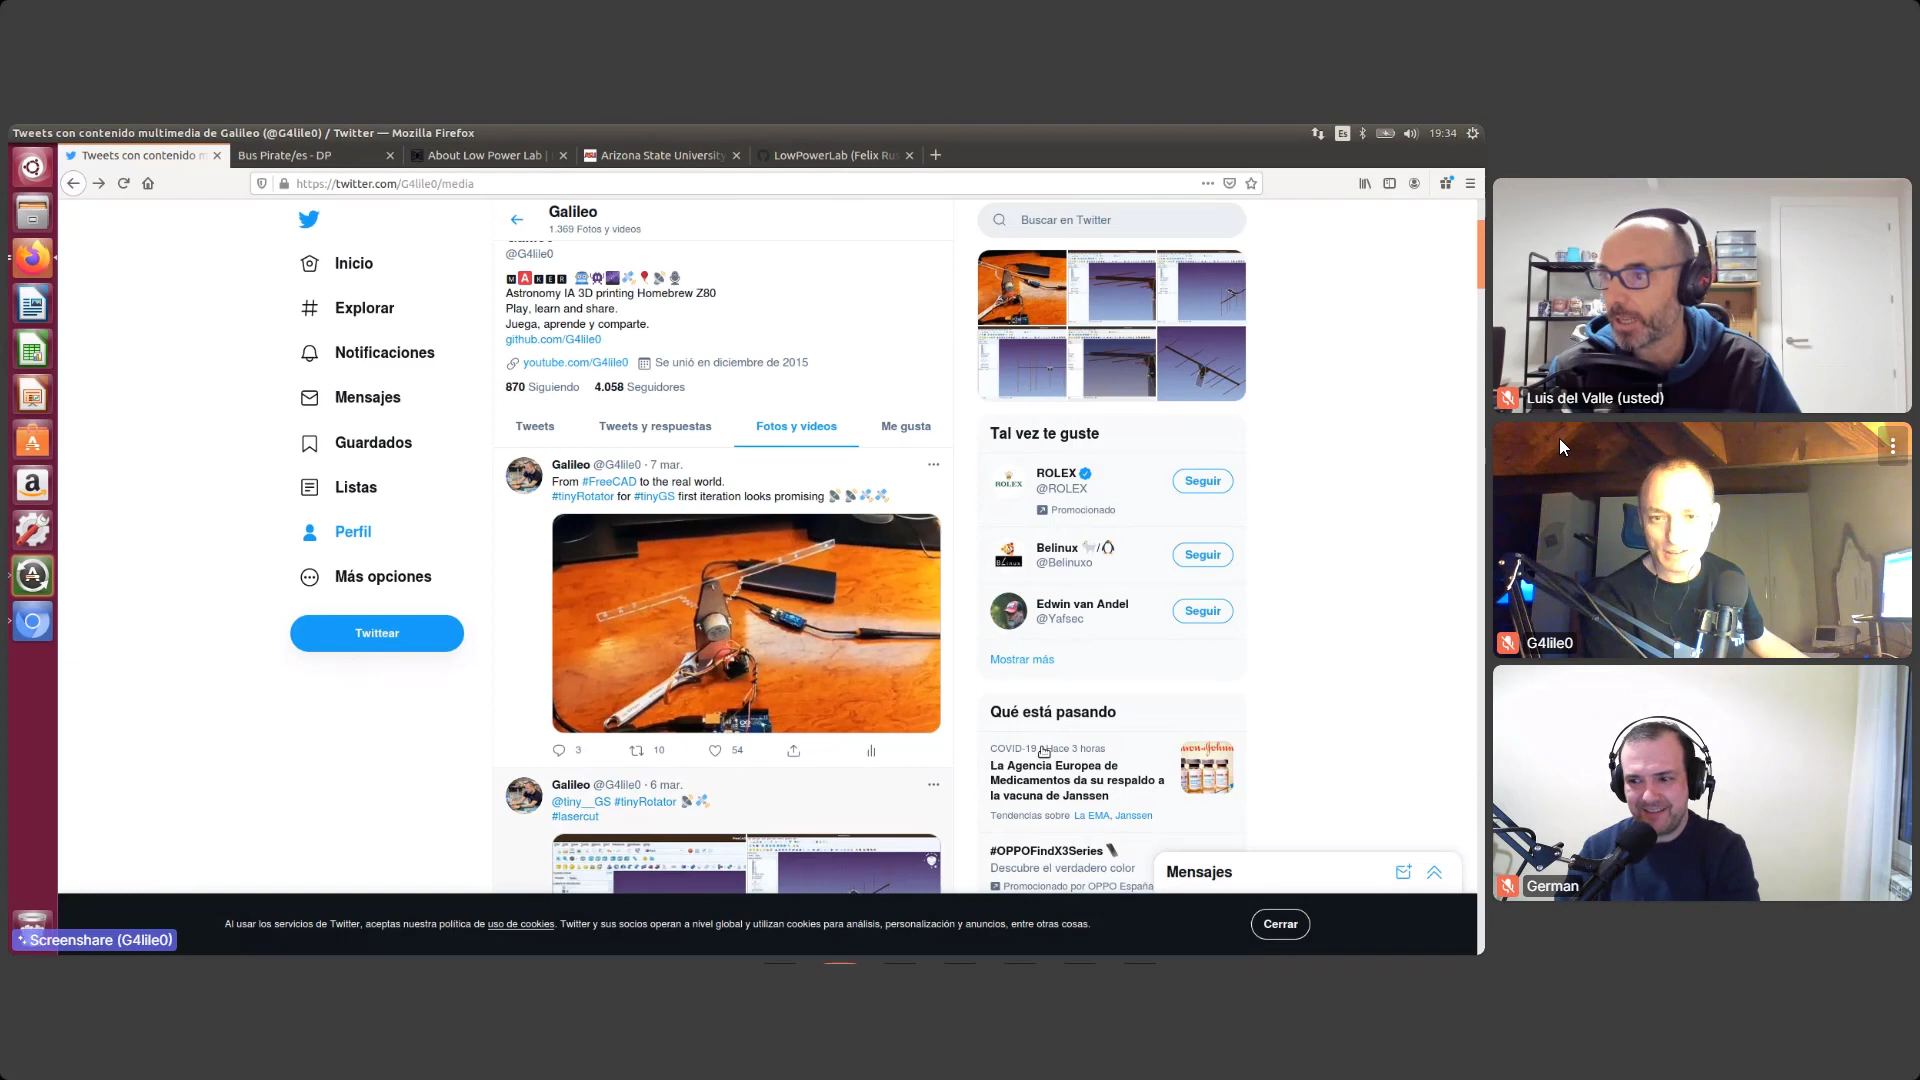 Tweets con contenido multimedia de Galileo (@G4lile0) / Twitter — Mozilla Firefox
Es
19:34
Tweets con contenido m
Bus Pirate/es - DP
About Low Power Lab |
Arizona State University
LowPowerLab (Felix Rus
https://twitter.com/G4lile0/media
Inicio
Explorar
Notificaciones
Mensajes
Guardados
Listas
Perfil
Más opciones
Twittear
Galileo
1.369 Fotos y videos
@G4lile0
MAKER
Astronomy IA 3D printing Homebrew Z80
Play, learn and share.
Juega, aprende y comparte.
github.com/G4lile0
youtube.com/G4lile0 Se unió en diciembre de 2015
870 Siguiendo 4.058 Seguidores
Tweets
Tweets y respuestas
Fotos y videos
Me gusta
Galileo @G4lile0 · 7 mar.
From #FreeCAD to the real world.
#tinyRotator for #tinyGS first iteration looks promising
3
10
54
Galileo @G4lile0 · 6 mar.
@tiny__GS #tinyRotator
#lasercut
Buscar en Twitter
Tal vez te guste
ROLEX
ROLEX
@ROLEX
Promocionado
Seguir
Belinux /
@Belinuxo
Seguir
Edwin van Andel
@Yafsec
Seguir
Mostrar más
Qué está pasando
COVID-19 · Hace 3 horas
La Agencia Europea de
Medicamentos da su respaldo a
la vacuna de Janssen
Tendencias sobre La EMA, Janssen
#OPPOFindX3Series
Descubre el verdadero color
Promocionado por OPPO España
Mensajes
Al usar los servicios de Twitter, aceptas nuestra política de uso de cookies. Twitter y sus socios operan a nivel global y utilizan cookies para análisis, personalización y anuncios, entre otras cosas.
Cerrar
Screenshare (G4lile0)
Luis del Valle (usted)
G4lile0
German